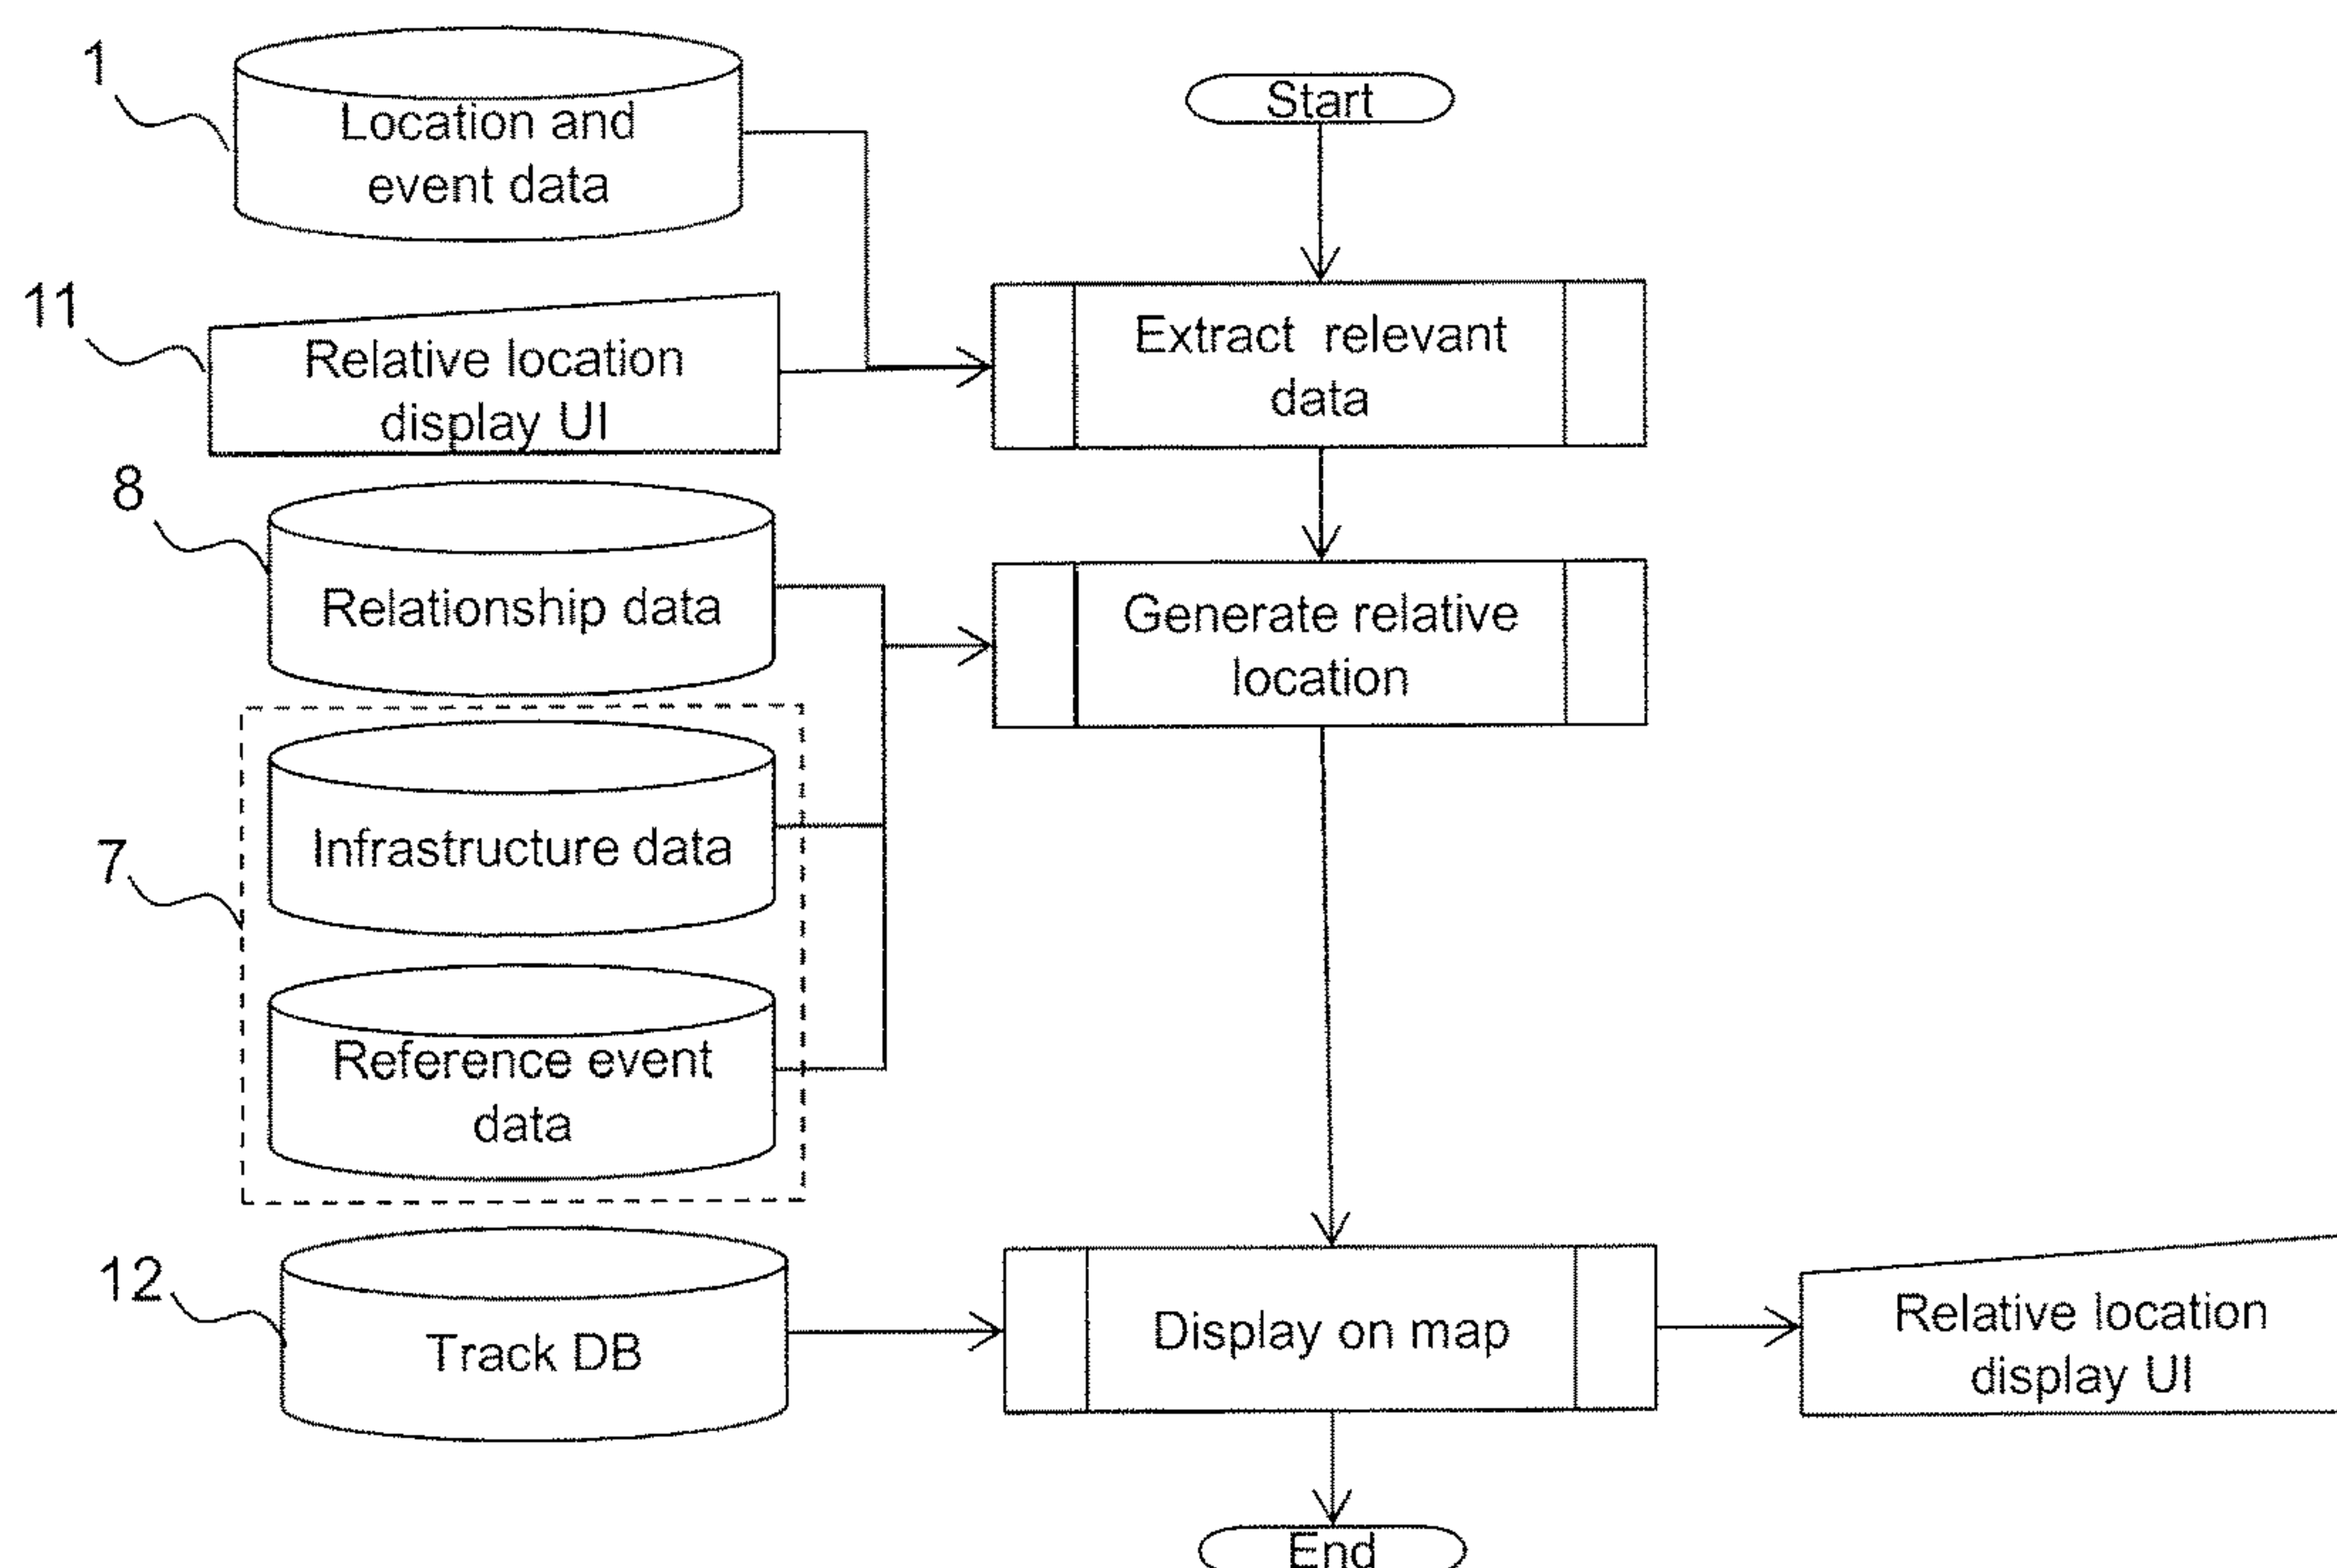 1
Location and
event data
Start
11
Relative location
display UI
Extract relevant
data
8
Relationship data
Generate relative
location
7
Infrastructure data
Reference event
data
12
Track DB
Display on map
Relative location
display UI
End